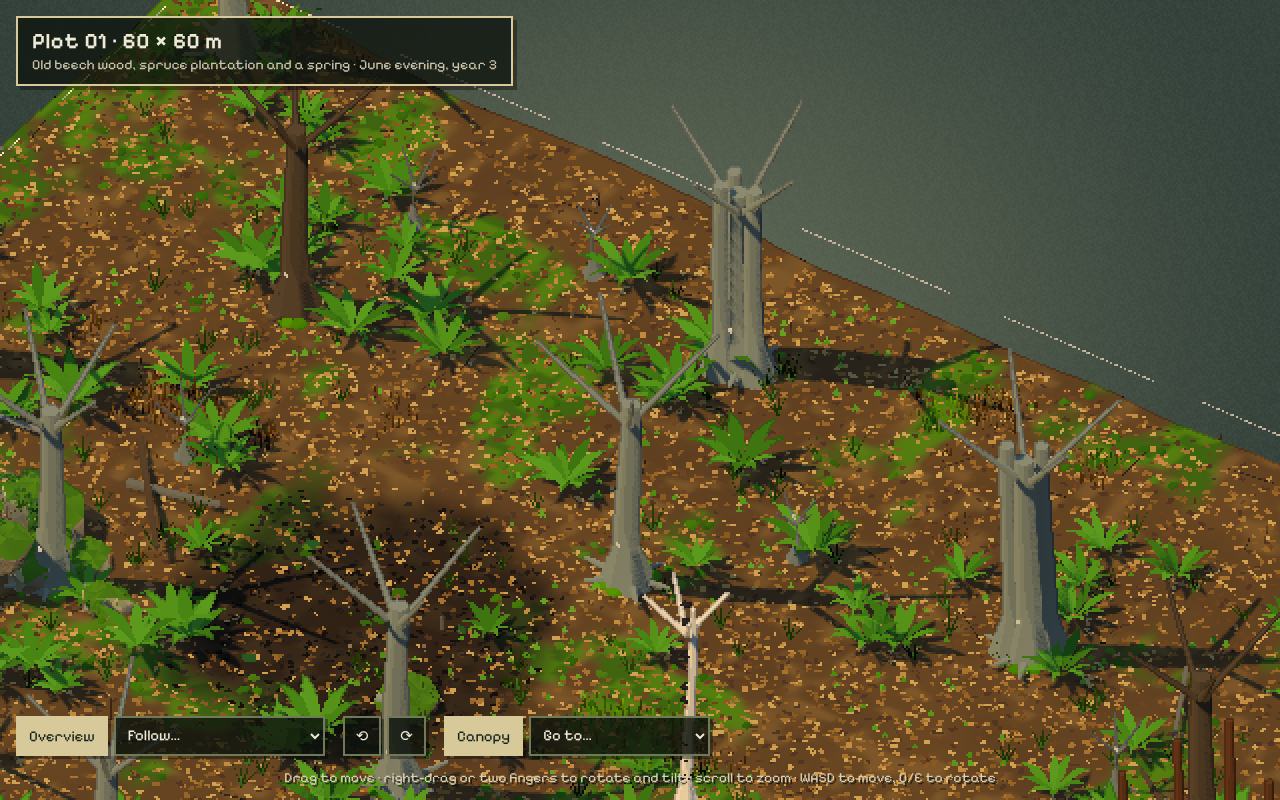 Plot 01 · 60 × 60 m
Old beech wood, spruce plantation and a spring · June evening, year 3
Overview
Follow...
⟲
⟳
Canopy
Go to...
Drag to move · right-drag or two fingers to rotate and tilt · scroll to zoom · WASD to move, Q/E to rotate